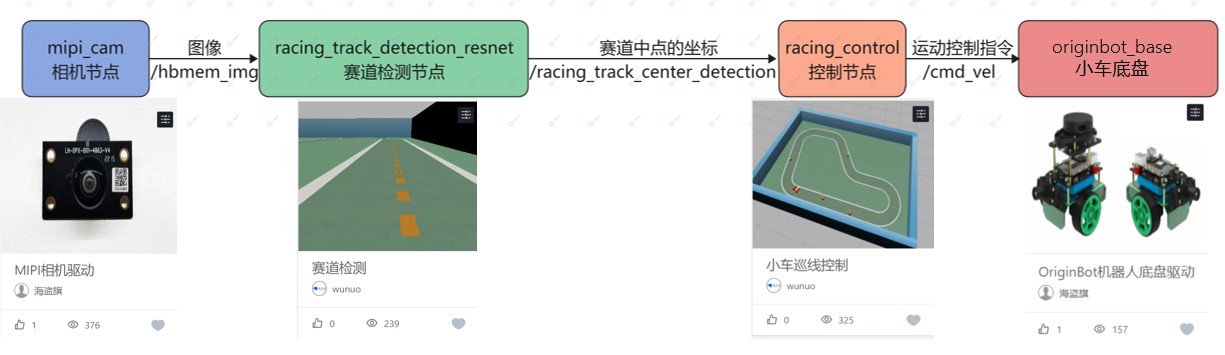 mipi_cam
相机节点
图像
/hbmem_img
racing_track_detection_resnet
赛道检测节点
赛道中点的坐标
/racing_track_center_detection
racing_control
控制节点
运动控制指令
/cmd_vel
originbot_base
小车底盘
LH-OPX-001-4663-V4
MIPI相机驱动
海盗旗
1 376
赛道检测
wunuo
0 239
小车巡线控制
wunuo
0 325
OriginBot机器人底盘驱动
海盗旗
1 157